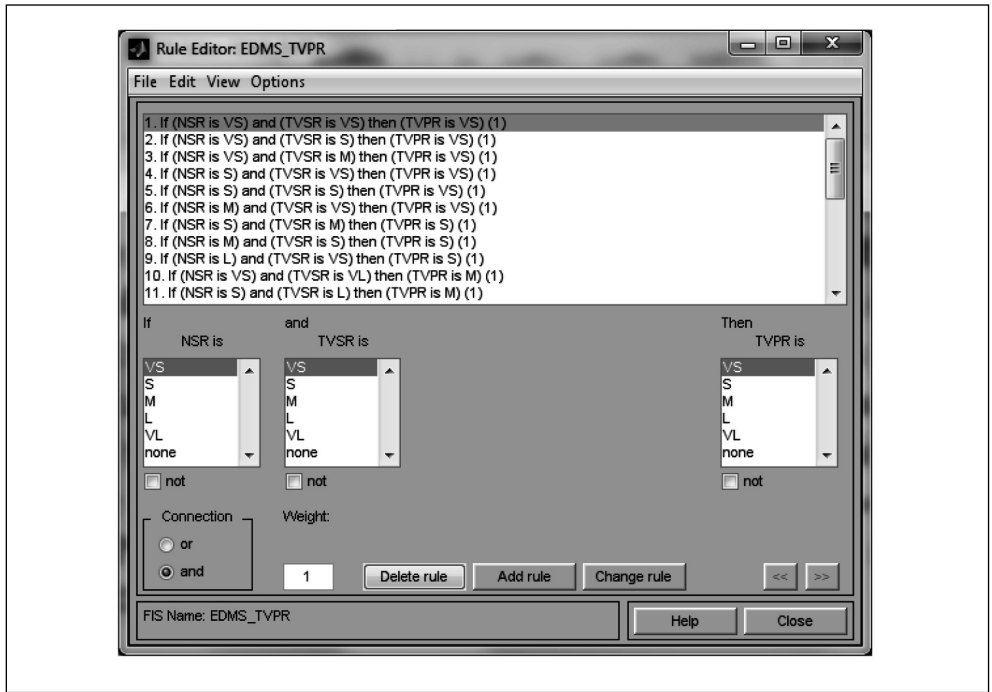 Rule Editor: EDMS_TVPR
File Edit View Options
1. If (NSR is VS) and (TVSR is VS) then (TVPR is VS) (1)
2. If (NSR is VS) and (TVSR is S) then (TVPR is VS) (1)
3. If (NSR is VS) and (TVSR is M) then (TVPR is VS) (1)
4. If (NSR is S) and (TVSR is VS) then (TVPR is VS) (1)
5. If (NSR is S) and (TVSR is S) then (TVPR is VS) (1)
6. If (NSR is M) and (TVSR is VS) then (TVPR is VS) (1)
7. If (NSR is S) and (TVSR is M) then (TVPR is S) (1)
8. If (NSR is M) and (TVSR is S) then (TVPR is S) (1)
9. If (NSR is L) and (TVSR is VS) then (TVPR is S) (1)
10. If (NSR is VS) and (TVSR is VL) then (TVPR is M) (1)
11. If (NSR is S) and (TVSR is L) then (TVPR is M) (1)
If and Then
NSR is TVSR is TVPR is
VS VS VS
S S S
M M M
L L L
VL VL VL
none none none
not not not
Connection Weight:
or
and 1 Delete rule Add rule Change rule << >>
FIS Name: EDMS_TVPR Help Close